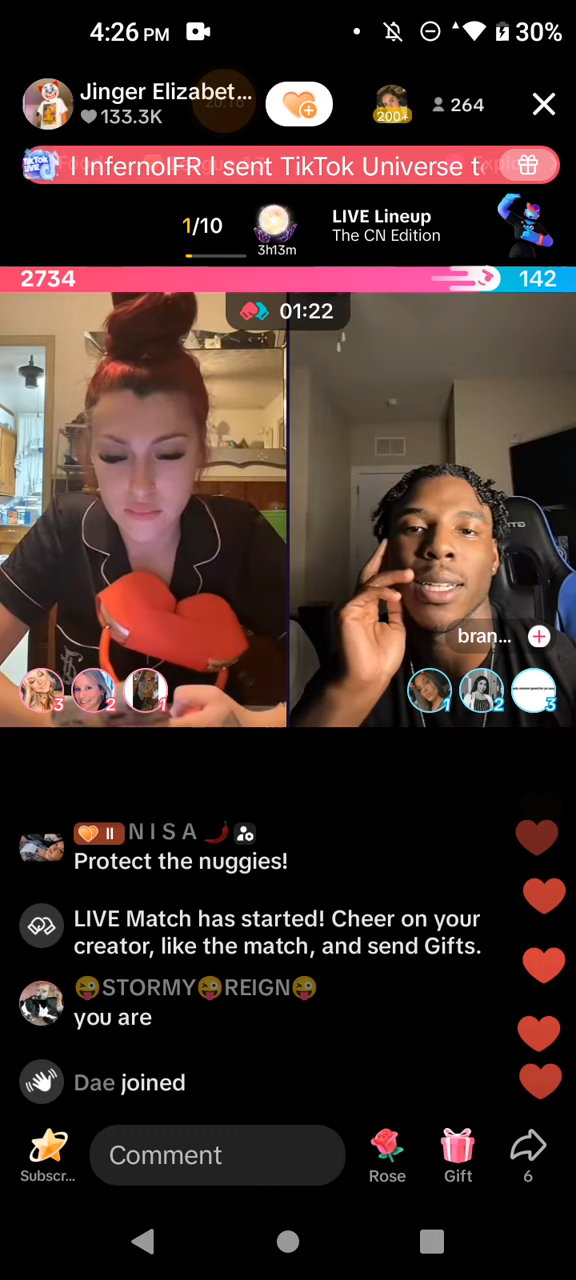 4:26 PM
30%
Jinger Elizabet...
133.3K
200+
264
InfernoIFR I sent TikTok Universe t
1/10
3h13m
LIVE Lineup
The CN Edition
2734
142
01:22
bran...
3
2
1
1
2
3
II N I S A
Protect the nuggies!
LIVE Match has started! Cheer on your
creator, like the match, and send Gifts.
STORMY REIGN
you are
Dae joined
Subscr...
Comment
Rose
Gift
6